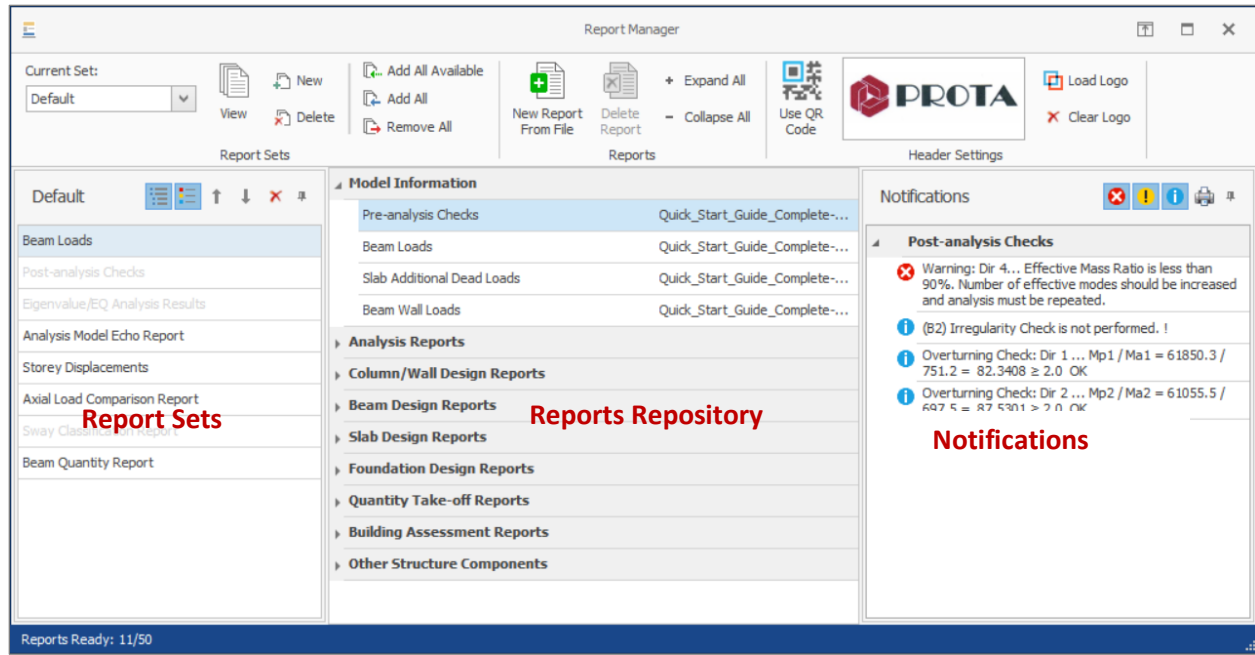 Report Manager
Current Set:
Default
View
New
Delete
Add All Available
Add All
Remove All
Report Sets
New Report
From File
Delete
Report
+ Expand All
- Collapse All
Reports
Use QR
Code
PROTA
Load Logo
Clear Logo
Header Settings
Default
Beam Loads
Post-analysis Checks
Eigenvalue/EQ Analysis Results
Analysis Model Echo Report
Storey Displacements
Axial Load Comparison Report
Report Sets
Sway Classification Report
Beam Quantity Report
Model Information
Pre-analysis Checks Quick_Start_Guide_Complete-...
Beam Loads Quick_Start_Guide_Complete-...
Slab Additional Dead Loads Quick_Start_Guide_Complete-...
Beam Wall Loads Quick_Start_Guide_Complete-...
Analysis Reports
Column/Wall Design Reports
Beam Design Reports
Reports Repository
Slab Design Reports
Foundation Design Reports
Quantity Take-off Reports
Building Assessment Reports
Other Structure Components
Notifications
Post-analysis Checks
Warning: Dir 4... Effective Mass Ratio is less than
90%. Number of effective modes should be increased
and analysis must be repeated.
(B2) Irregularity Check is not performed. !
Overturning Check: Dir 1 ... Mp1 / Ma1 = 61850.3 /
751.2 = 82.3408 ≥ 2.0 OK
Overturning Check: Dir 2 ... Mp2 / Ma2 = 61055.5 /
697.5 = 87.5301 ≥ 2.0 OK
Notifications
Reports Ready: 11/50